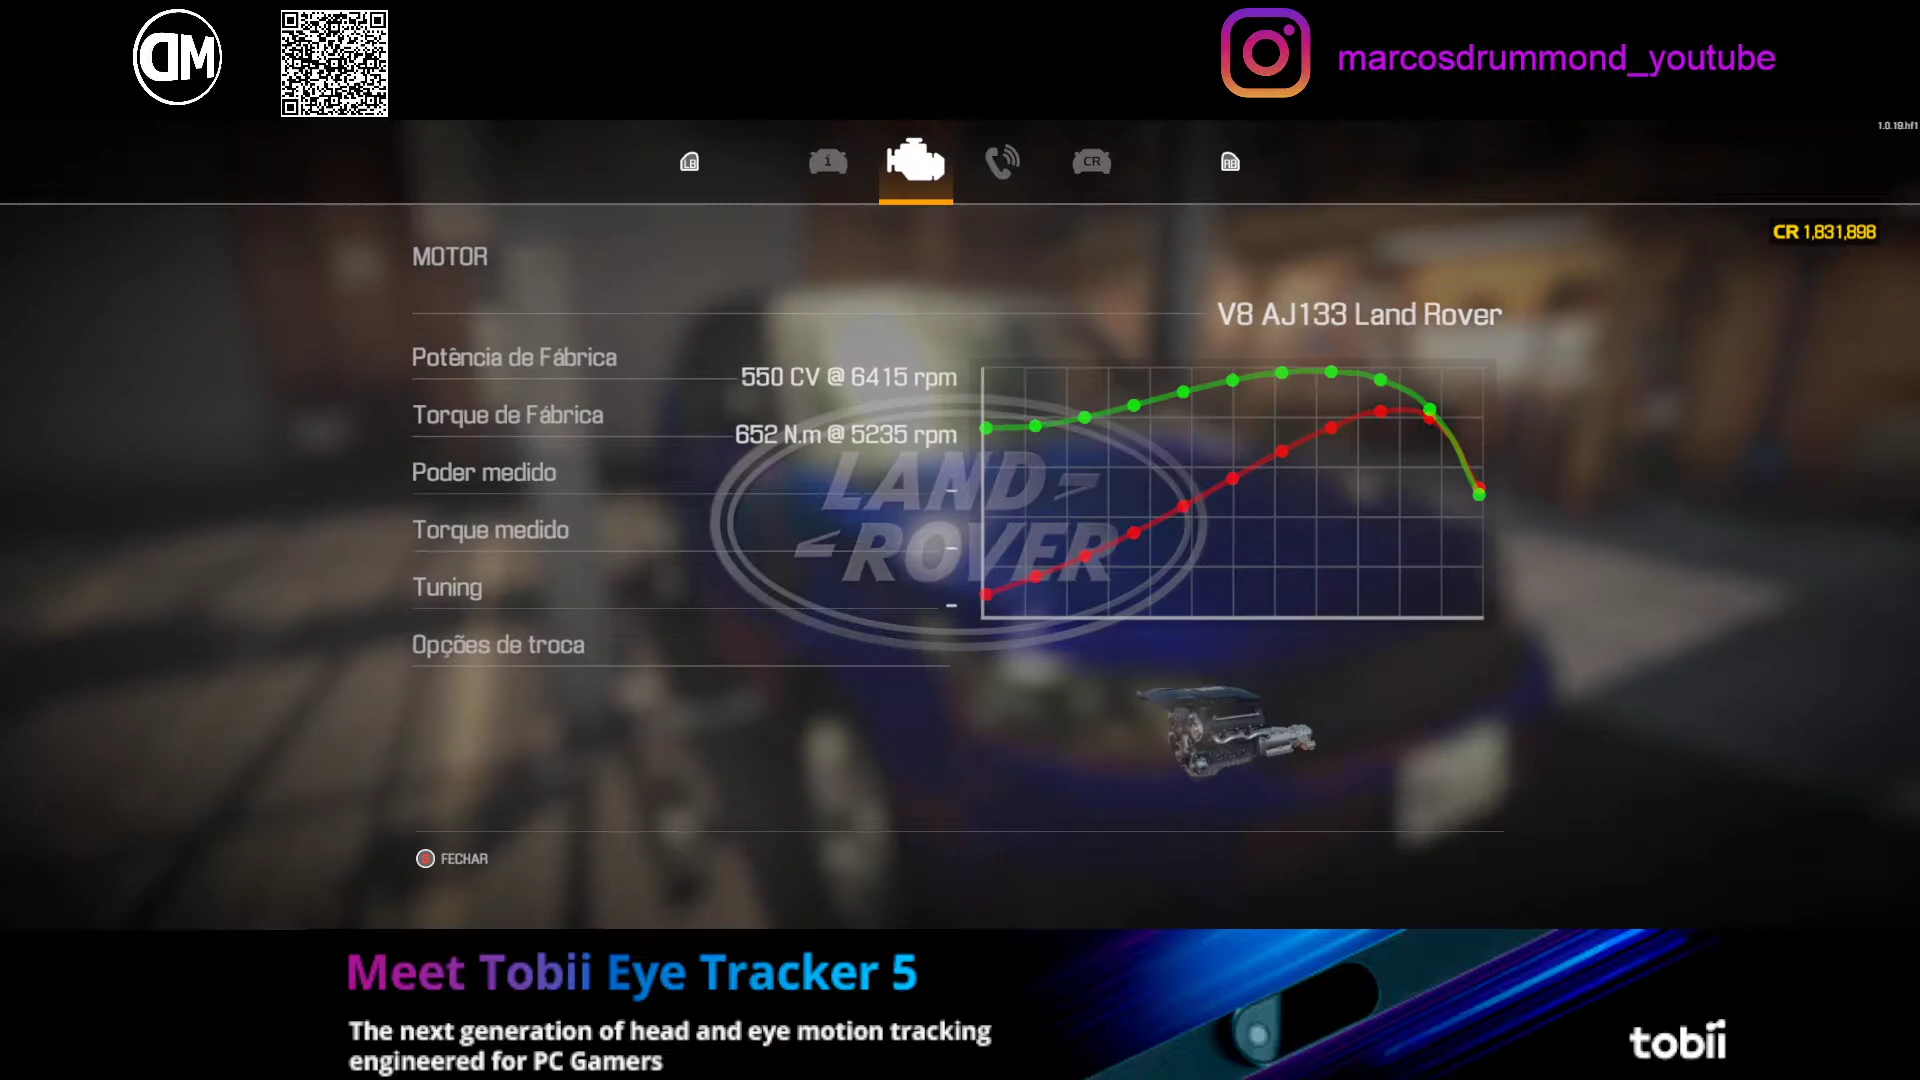 DM
marcosdrummond_youtube
1.0.19.hf1
LB
i
CR
RB
CR 1,831,898
MOTOR
V8 AJ133 Land Rover
Potência de Fábrica
550 CV @ 6415 rpm
Torque de Fábrica
652 N.m @ 5235 rpm
Poder medido
-
Torque medido
-
Tuning
-
Opções de troca
LAND
ROVER
B FECHAR
Meet Tobii Eye Tracker 5
The next generation of head and eye motion tracking
engineered for PC Gamers
tobii